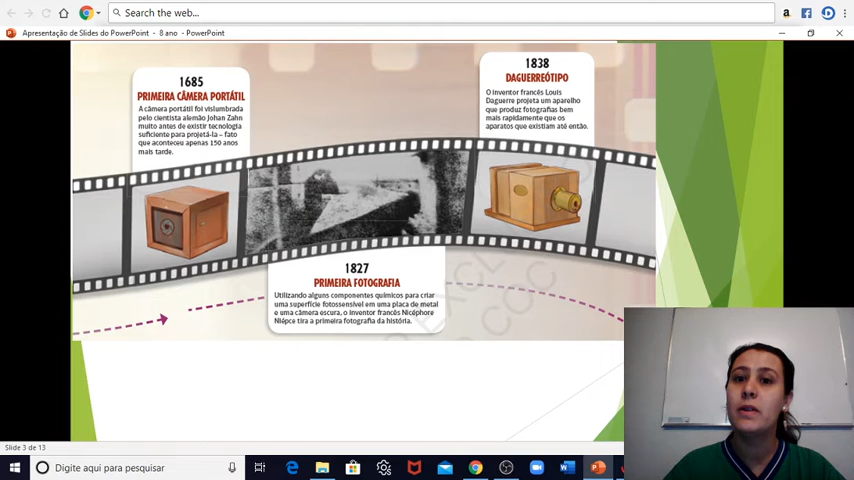 Search the web...
Apresentação de Slides do PowerPoint - 8 ano - PowerPoint
1685
PRIMEIRA CÂMERA PORTÁTIL
A câmera portátil foi vislumbrada
pelo cientista alemão Johan Zahn
muito antes de existir tecnologia
suficiente para projetá-la – fato
que aconteceu apenas 150 anos
mais tarde.
1838
DAGUERREÓTIPO
O inventor francês Louis
Daguerre projeta um aparelho
que produz fotografias bem
mais rapidamente que os
aparatos que existiam até então.
1827
PRIMEIRA FOTOGRAFIA
Utilizando alguns componentes químicos para criar
uma superfície fotossensível em uma placa de metal
e uma câmera escura, o inventor francês Nicéphore
Niépce tira a primeira fotografia da história.
Slide 3 de 13
Digite aqui para pesquisar